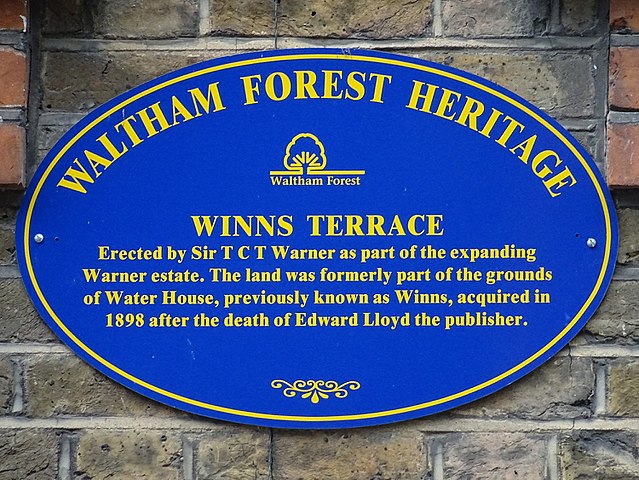 WALTHAM FOREST HERITAGE
Waltham Forest
WINNS TERRACE
Erected by Sir T C T Warner as part of the expanding
Warner estate. The land was formerly part of the grounds
of Water House, previously known as Winns, acquired in
1898 after the death of Edward Lloyd the publisher.